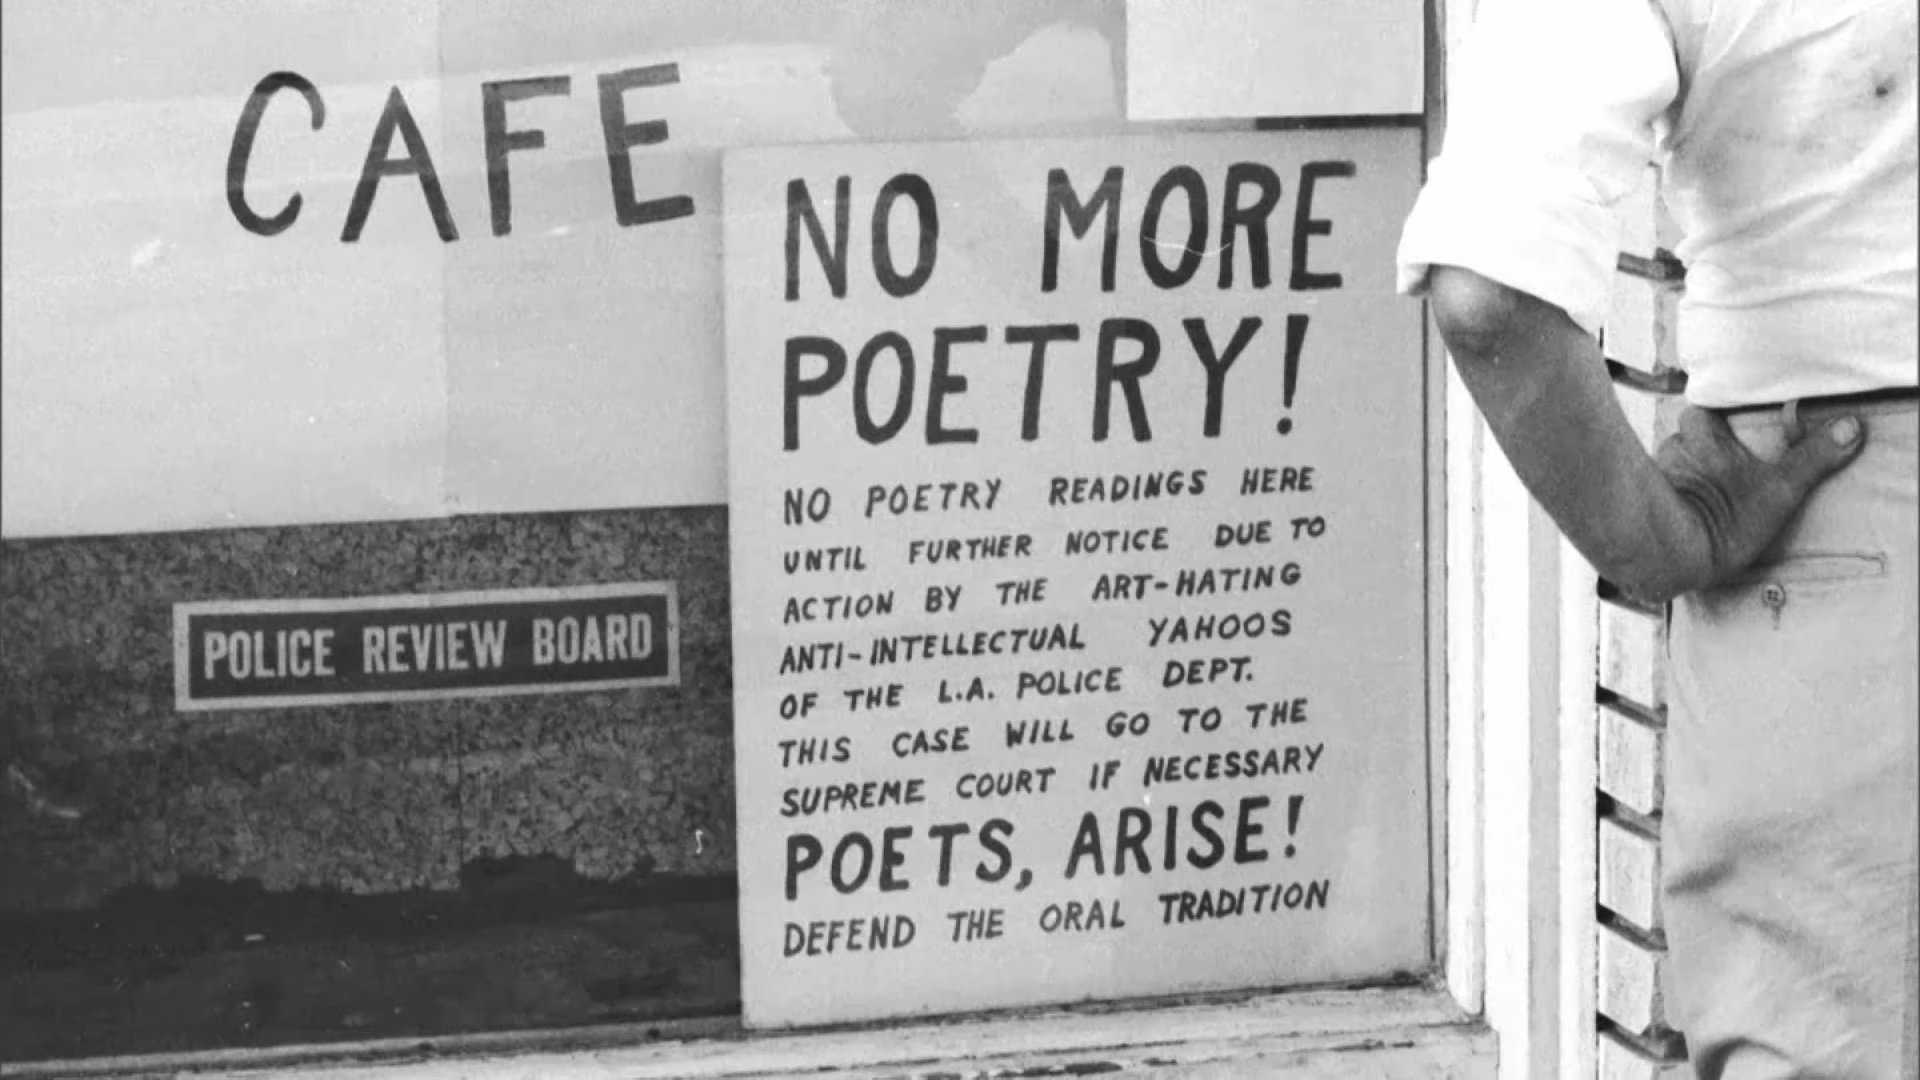 CAFE
POLICE REVIEW BOARD
NO MORE
POETRY!
NO POETRY READINGS HERE
UNTIL FURTHER NOTICE DUE TO
ACTION BY THE ART-HATING
ANTI-INTELLECTUAL YAHOOS
OF THE L.A. POLICE DEPT.
THIS CASE WILL GO TO THE
SUPREME COURT IF NECESSARY
POETS, ARISE!
DEFEND THE ORAL TRADITION